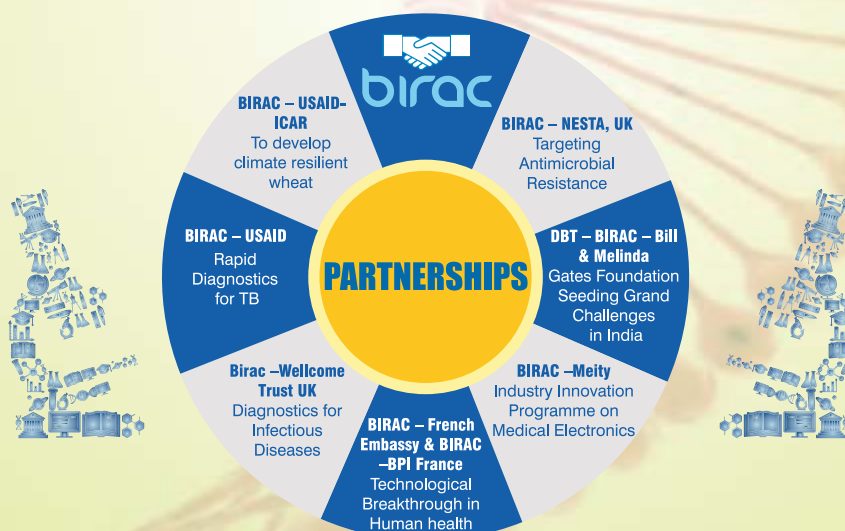 birac
BIRAC – NESTA, UK
Targeting
Antimicrobial
Resistance
DBT – BIRAC – Bill
& Melinda
Gates Foundation
Seeding Grand
Challenges
in India
BIRAC –Meity
Industry Innovation
Programme on
Medical Electronics
BIRAC – French
Embassy & BIRAC
–BPI France
Technological
Breakthrough in
Human health
Birac –Wellcome
Trust UK
Diagnostics for
Infectious
Diseases
BIRAC – USAID
Rapid
Diagnostics
for TB
BIRAC – USAID-
ICAR
To develop
climate resilient
wheat
PARTNERSHIPS